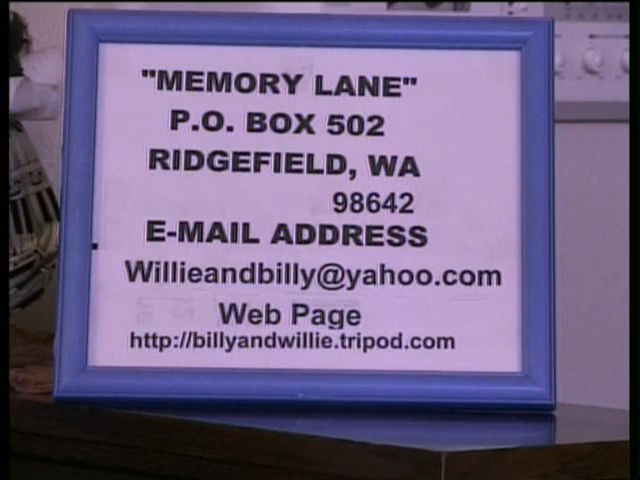 "MEMORY LANE"
P.O. BOX 502
RIDGEFIELD, WA
98642
E-MAIL ADDRESS
Willieandbilly@yahoo.com
Web Page
http://billyandwillie.tripod.com